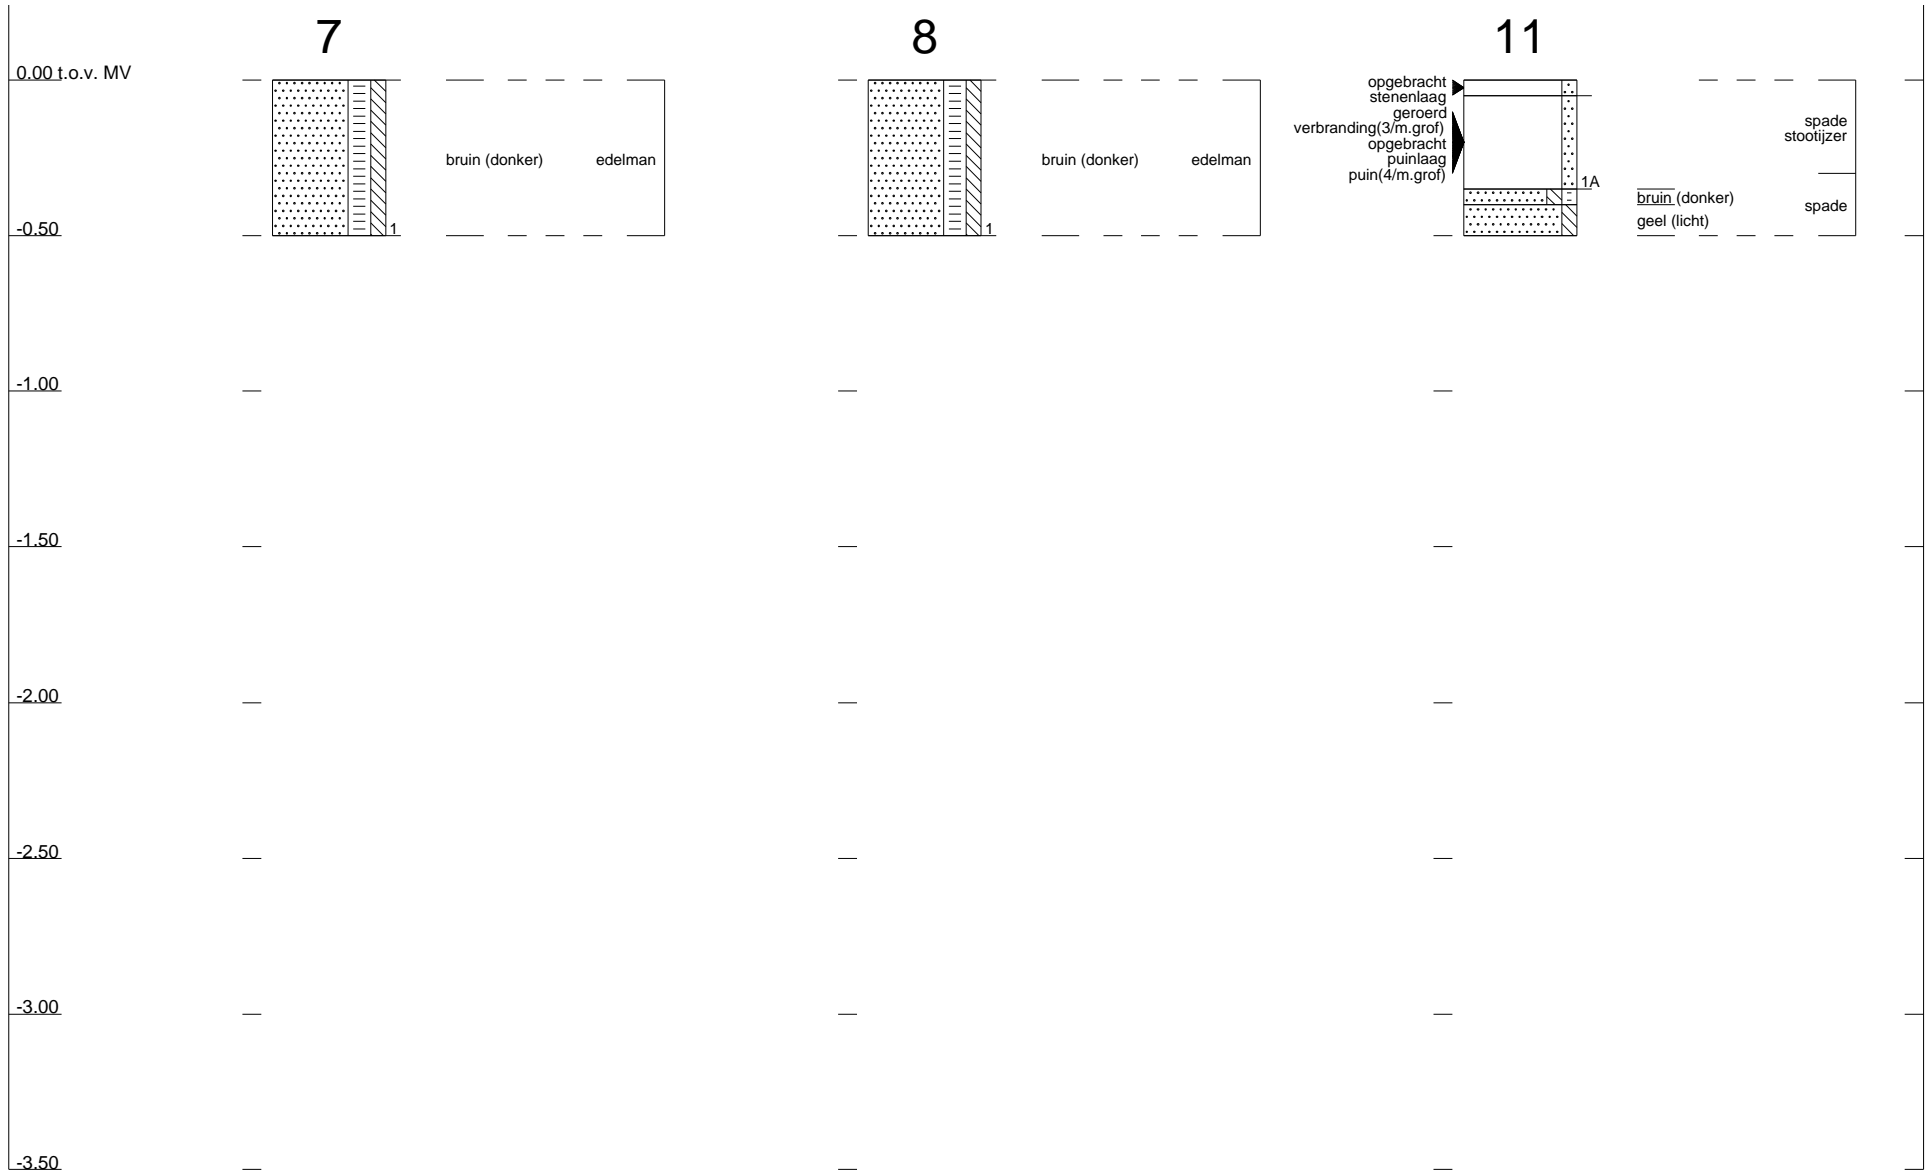 7
8
11
0.00 t.o.v. MV
bruin (donker)
edelman
1
bruin (donker)
edelman
1
opgebracht
stenenlaag
geroerd
verbranding(3/m.grof)
opgebracht
puinlaag
puin(4/m.grof)
1A
bruin (donker)
geel (licht)
spade
stootijzer
spade
-0.50
-1.00
-1.50
-2.00
-2.50
-3.00
-3.50